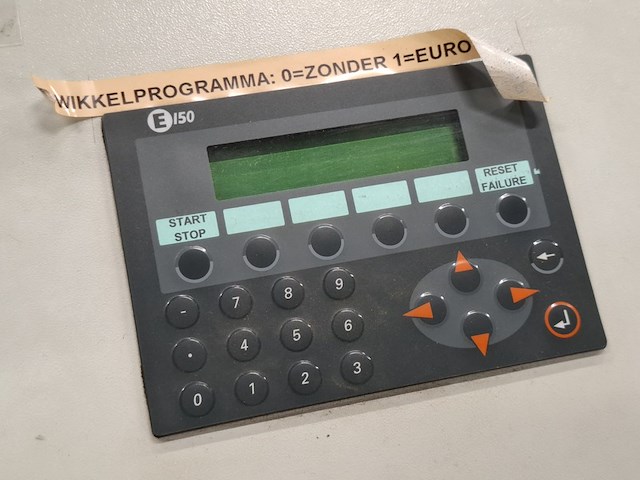 WIKKELPROGRAMMA: 0=ZONDER 1=EURO
E150
START
STOP
RESET
FAILURE
- 7 8 9
. 4 5 6
0 1 2 3